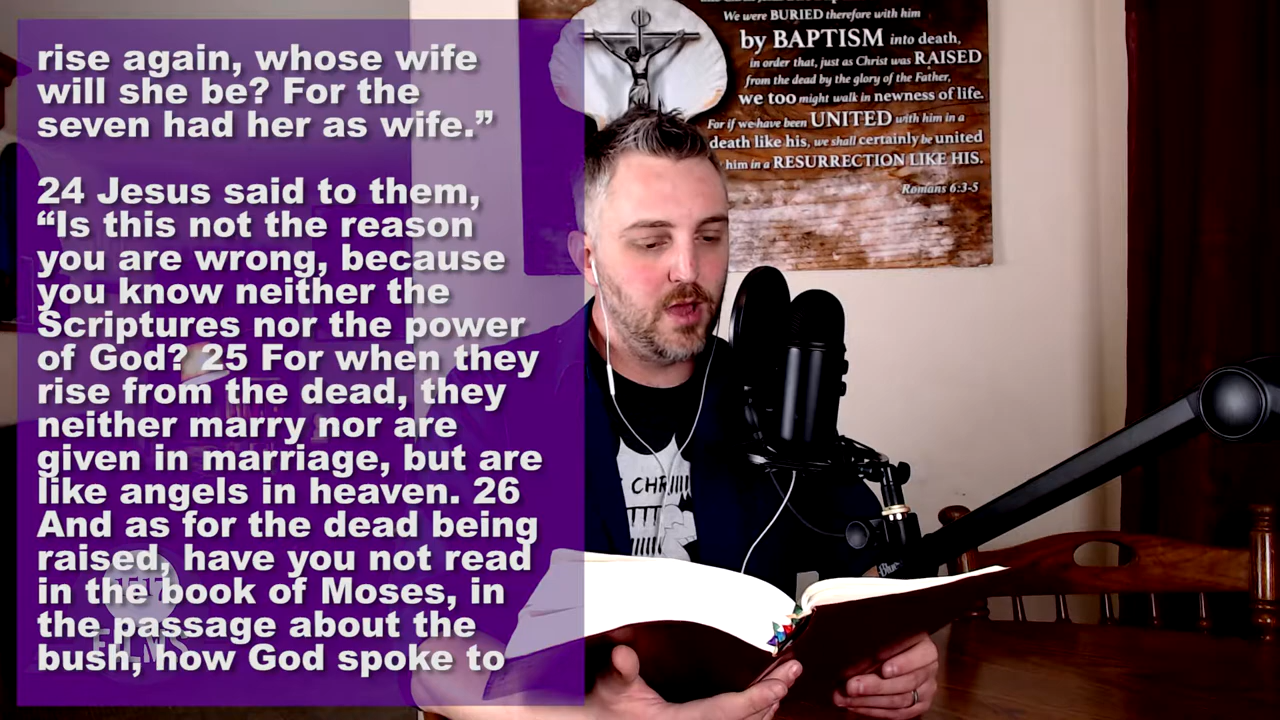 rise again, whose wife
will she be? For the
seven had her as wife.”
24 Jesus said to them,
“Is this not the reason
you are wrong, because
you know neither the
Scriptures nor the power
of God? 25 For when they
rise from the dead, they
neither marry nor are
given in marriage, but are
like angels in heaven. 26
And as for the dead being
raised, have you not read
in the book of Moses, in
the passage about the
bush, how God spoke to
FILMS
We were BURIED therefore with him
by BAPTISM into death,
in order that, just as Christ was RAISED
from the dead by the glory of the Father,
we too might walk in newness of life.
For if we have been UNITED with him in a
death like his, we shall certainly be united
him in a RESURRECTION LIKE HIS.
Romans 6:3-5
Blue